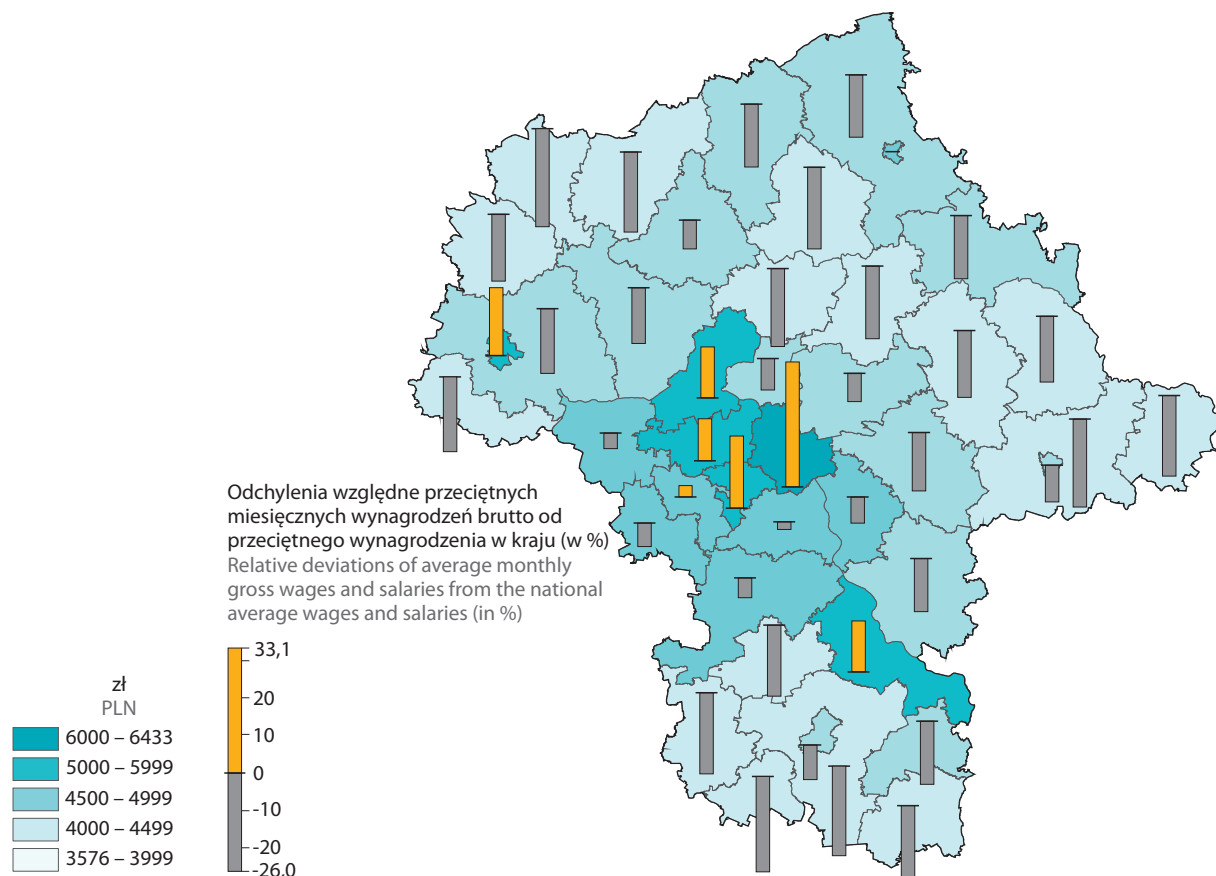 Odchylenia względne przeciętnych
miesięcznych wynagrodzeń brutto od
przeciętnego wynagrodzenia w kraju (w %)
Relative deviations of average monthly
gross wages and salaries from the national
average wages and salaries (in %)
33,1
20
10
0
-10
-20
-26,0
zł
PLN
6000 – 6433
5000 – 5999
4500 – 4999
4000 – 4499
3576 – 3999